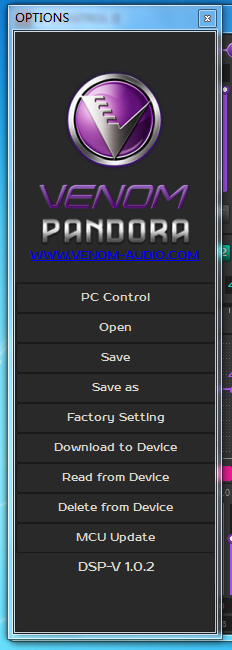 OPTIONS
VENOM
PANDORA
WWW.VENOM-AUDIO.COM
PC Control
Open
Save
Save as
Factory Setting
Download to Device
Read from Device
Delete from Device
MCU Update
DSP-V 1.0.2